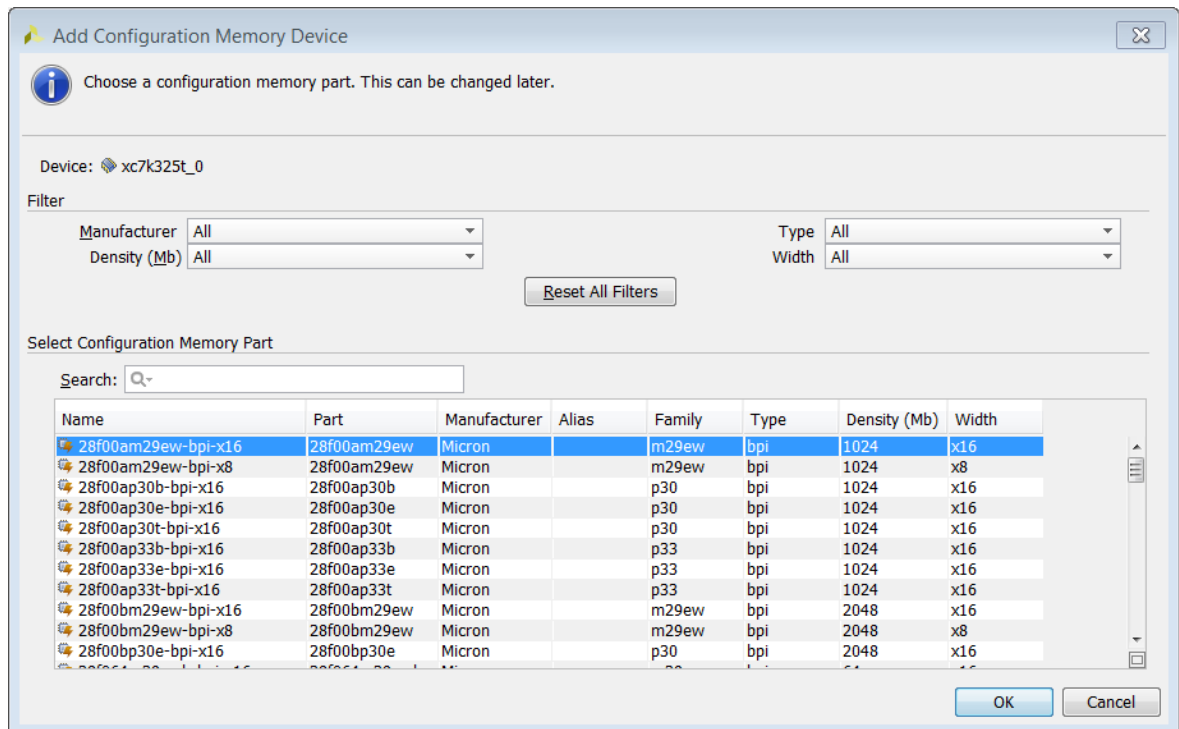 Add Configuration Memory Device
Choose a configuration memory part. This can be changed later.
Device: xc7k325t_0
Filter
Manufacturer All Type All
Density (Mb) All Width All
Reset All Filters
Select Configuration Memory Part
Search:
Name Part Manufacturer Alias Family Type Density (Mb) Width
28f00am29ew-bpi-x16 28f00am29ew Micron m29ew bpi 1024 x16
28f00am29ew-bpi-x8 28f00am29ew Micron m29ew bpi 1024 x8
28f00ap30b-bpi-x16 28f00ap30b Micron p30 bpi 1024 x16
28f00ap30e-bpi-x16 28f00ap30e Micron p30 bpi 1024 x16
28f00ap30t-bpi-x16 28f00ap30t Micron p30 bpi 1024 x16
28f00ap33b-bpi-x16 28f00ap33b Micron p33 bpi 1024 x16
28f00ap33e-bpi-x16 28f00ap33e Micron p33 bpi 1024 x16
28f00ap33t-bpi-x16 28f00ap33t Micron p33 bpi 1024 x16
28f00bm29ew-bpi-x16 28f00bm29ew Micron m29ew bpi 2048 x16
28f00bm29ew-bpi-x8 28f00bm29ew Micron m29ew bpi 2048 x8
28f00bp30e-bpi-x16 28f00bp30e Micron p30 bpi 2048 x16
OK Cancel